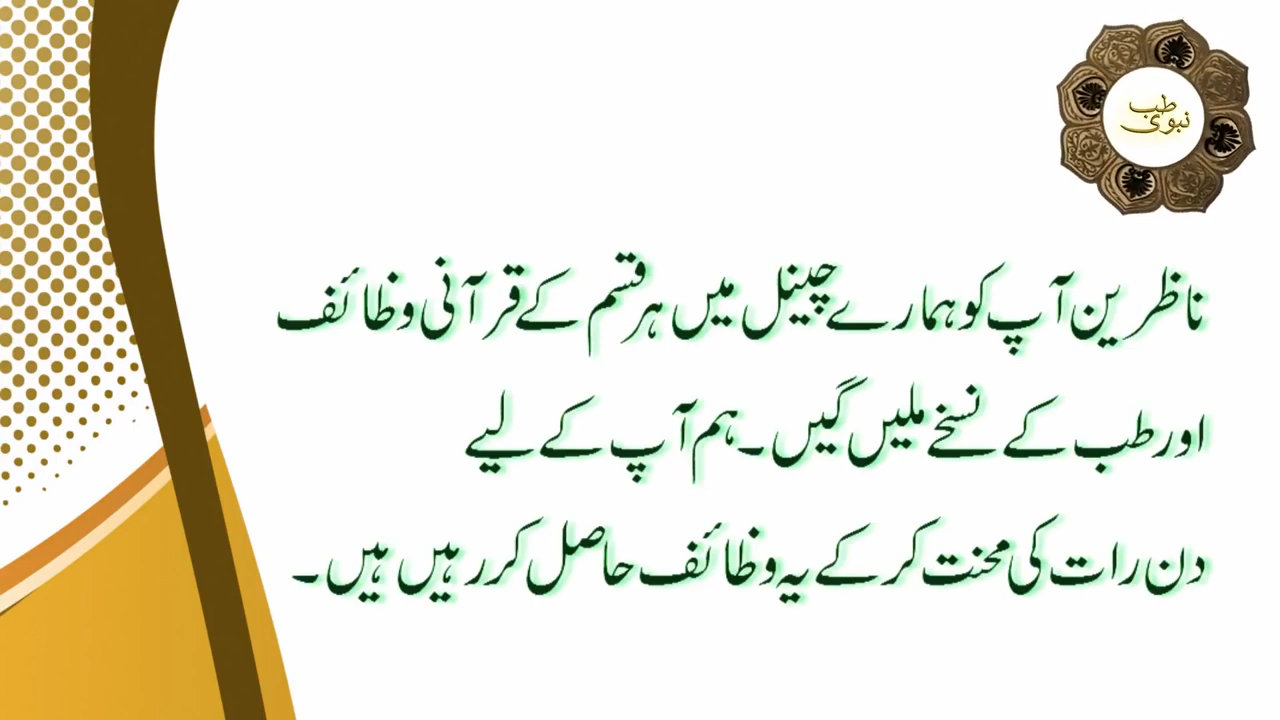 طب
نبوی
ناظرین آپ کو ہمارے چینل میں ہر قسم کے قرآنی وظائف
اور طب کے نسخے ملیں گیں۔ ہم آپ کے لیے
دن رات کی محنت کر کے یہ وظائف حاصل کر رہیں ہیں۔